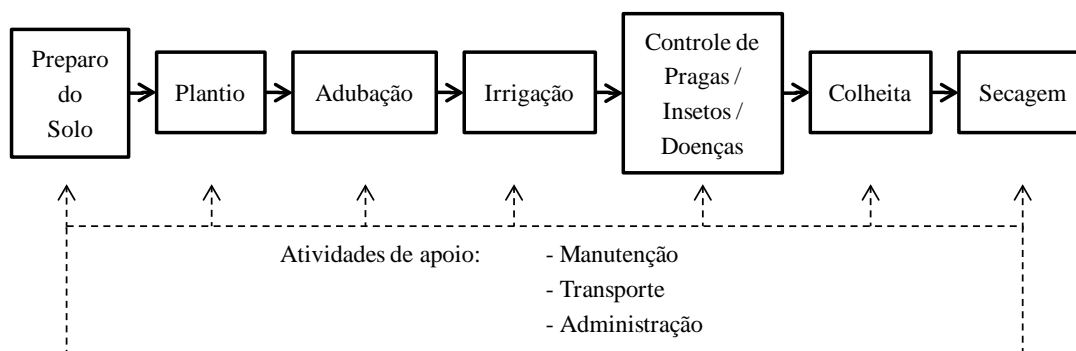 Preparo
do
Solo
Plantio
Adubação
Irrigação
Controle de
Pragas /
Insetos /
Doenças
Colheita
Secagem
Atividades de apoio: - Manutenção
- Transporte
- Administração